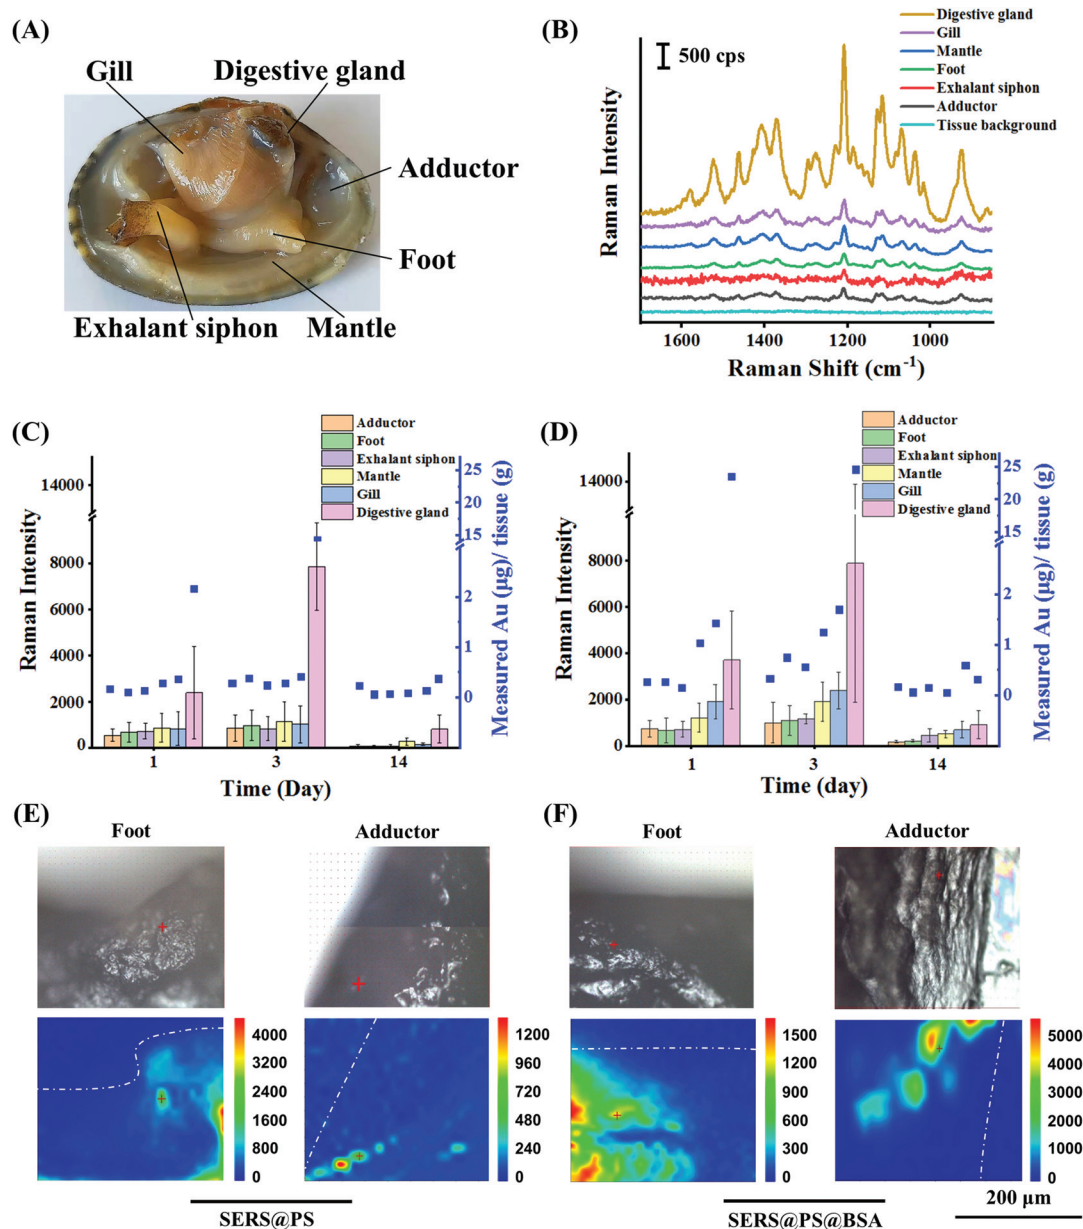 (A)
Gill
Digestive gland
Adductor
Foot
Exhalant siphon
Mantle
(B)
500 cps
Digestive gland
Gill
Mantle
Foot
Exhalant siphon
Adductor
Tissue background
Raman Intensity
1600
1400
1200
1000
Raman Shift (cm⁻¹)
(C)
Adductor
Foot
Exhalant siphon
Mantle
Gill
Digestive gland
Raman Intensity
14000
8000
6000
4000
2000
0
25
20
15
2
1
0
Measured Au (µg)/ tissue (g)
1
3
14
Time (Day)
(D)
Adductor
Foot
Exhalant siphon
Mantle
Gill
Digestive gland
Raman Intensity
14000
8000
6000
4000
2000
0
25
20
15
2
1
0
Measured Au (µg)/ tissue (g)
1
3
14
Time (day)
(E)
Foot
Adductor
4000
3200
2400
1600
800
0
1200
960
720
480
240
0
SERS@PS
(F)
Foot
Adductor
1500
1200
900
600
300
0
5000
4000
3000
2000
1000
0
SERS@PS@BSA
200 µm